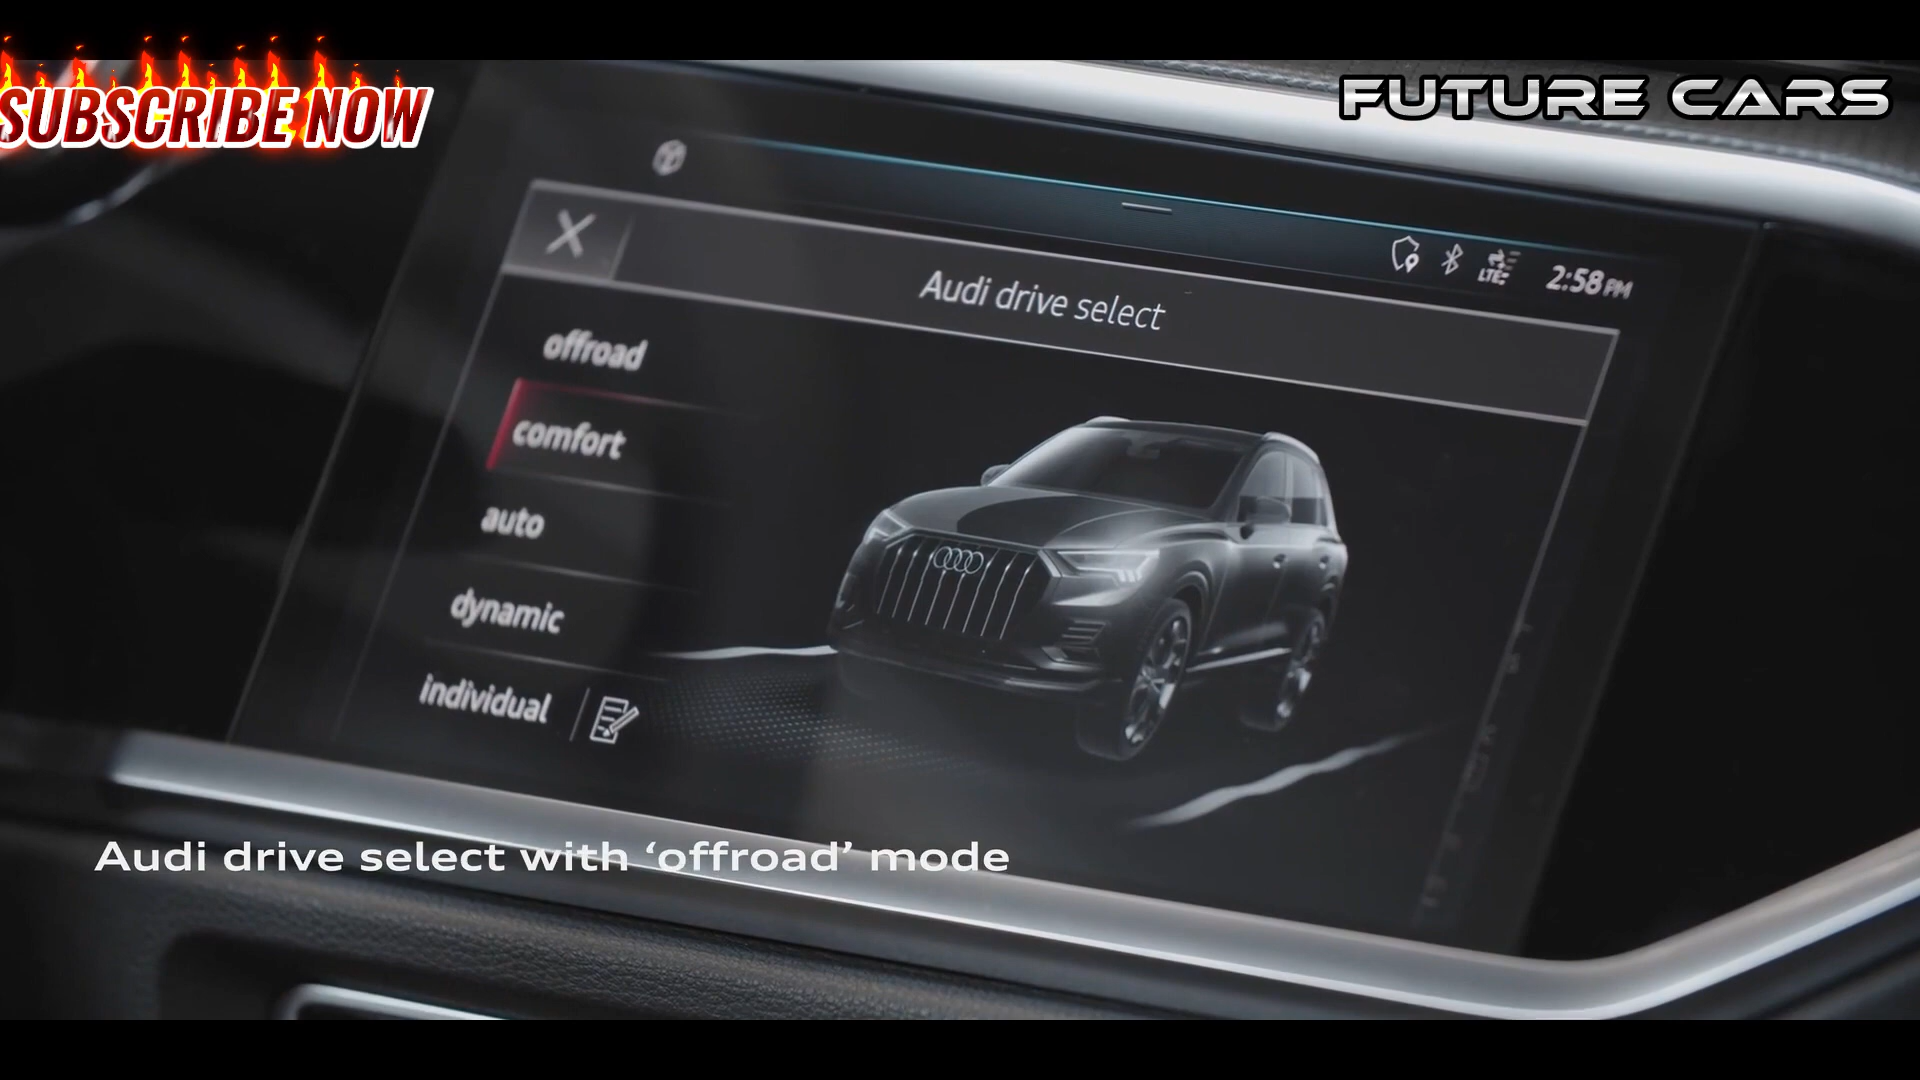 SUBSCRIBE NOW
FUTURE CARS
LTE
2:58 PM
Audi drive select
offroad
comfort
auto
dynamic
individual
Audi drive select with ‘offroad’ mode